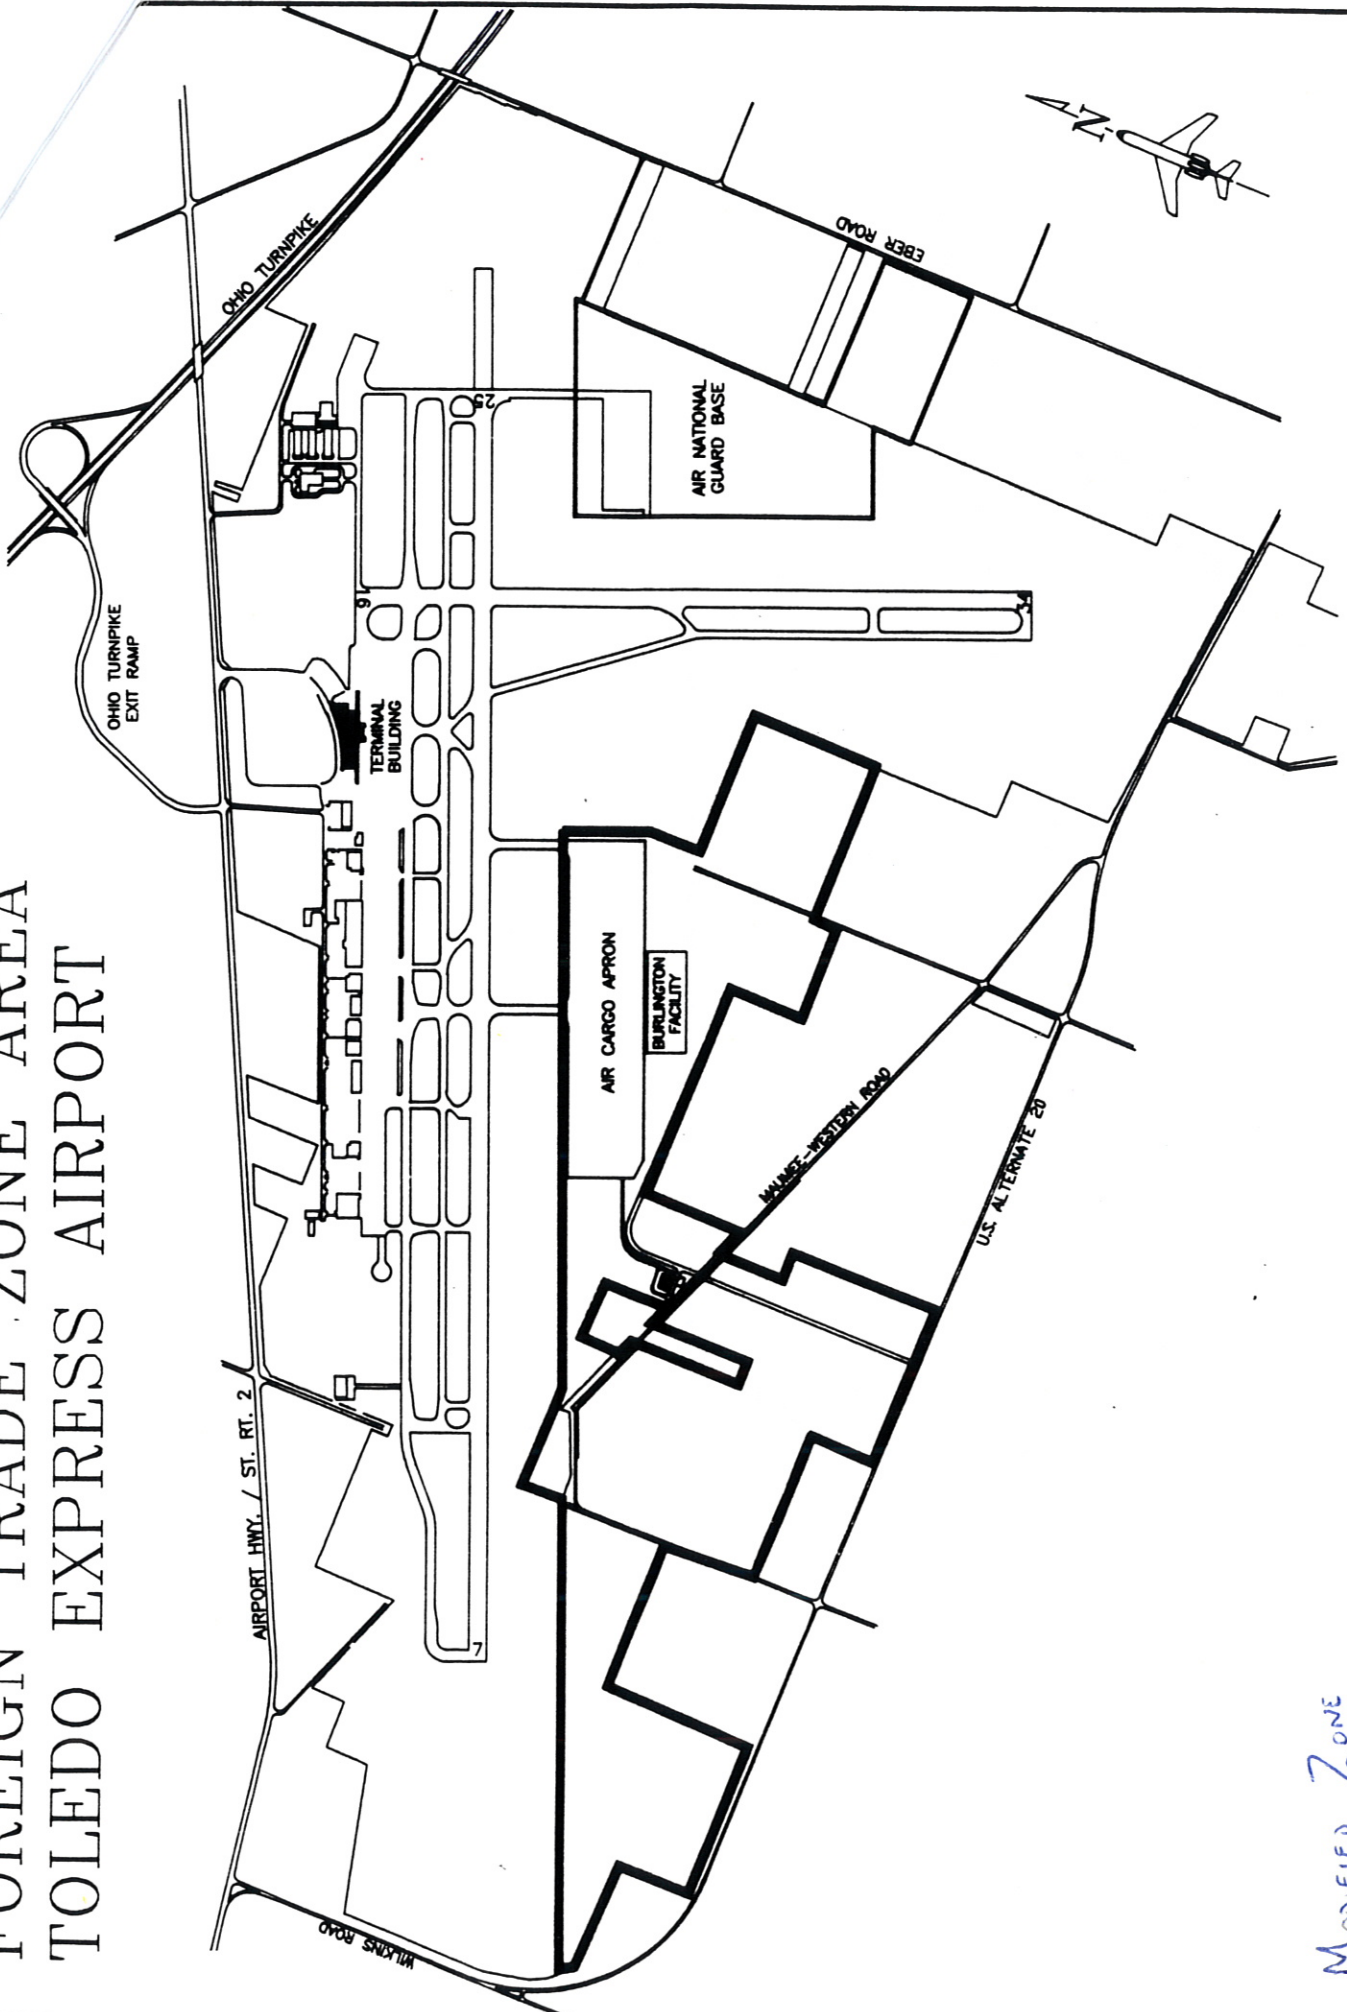 FOREIGN TRADE ZONE AREA
TOLEDO EXPRESS AIRPORT
OHIO TURNPIKE
OHIO TURNPIKE
EXIT RAMP
EBER ROAD
N
AIR NATIONAL
GUARD BASE
25
16
34
TERMINAL
BUILDING
AIR CARGO APRON
BURLINGTON
FACILITY
MAUMEE-WESTERN ROAD
U.S. ALTERNATE 20
AIRPORT HWY. / ST. RT. 2
7
WILKINS ROAD
MODIFIED ZONE